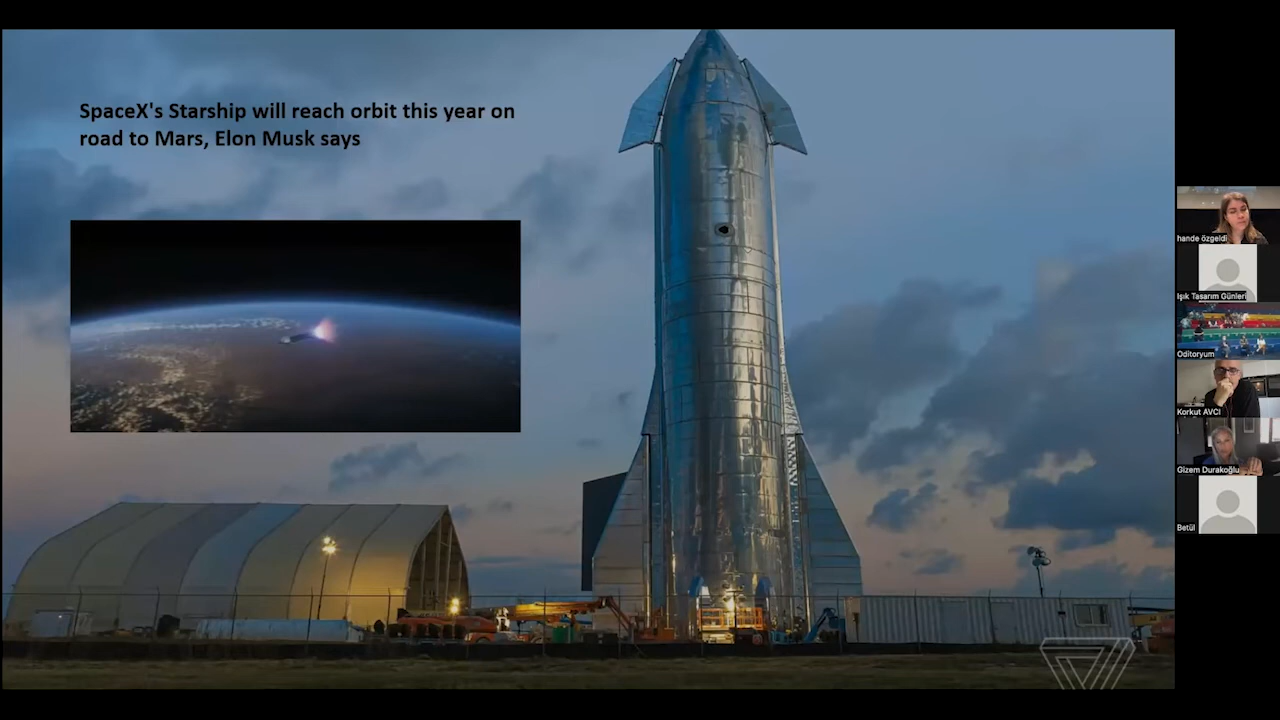 SpaceX's Starship will reach orbit this year on
road to Mars, Elon Musk says
hande özgeldi
Işık Tasarım Günleri
Oditoryum
Korkut AVCI
Gizem Durakoğlu
Betül